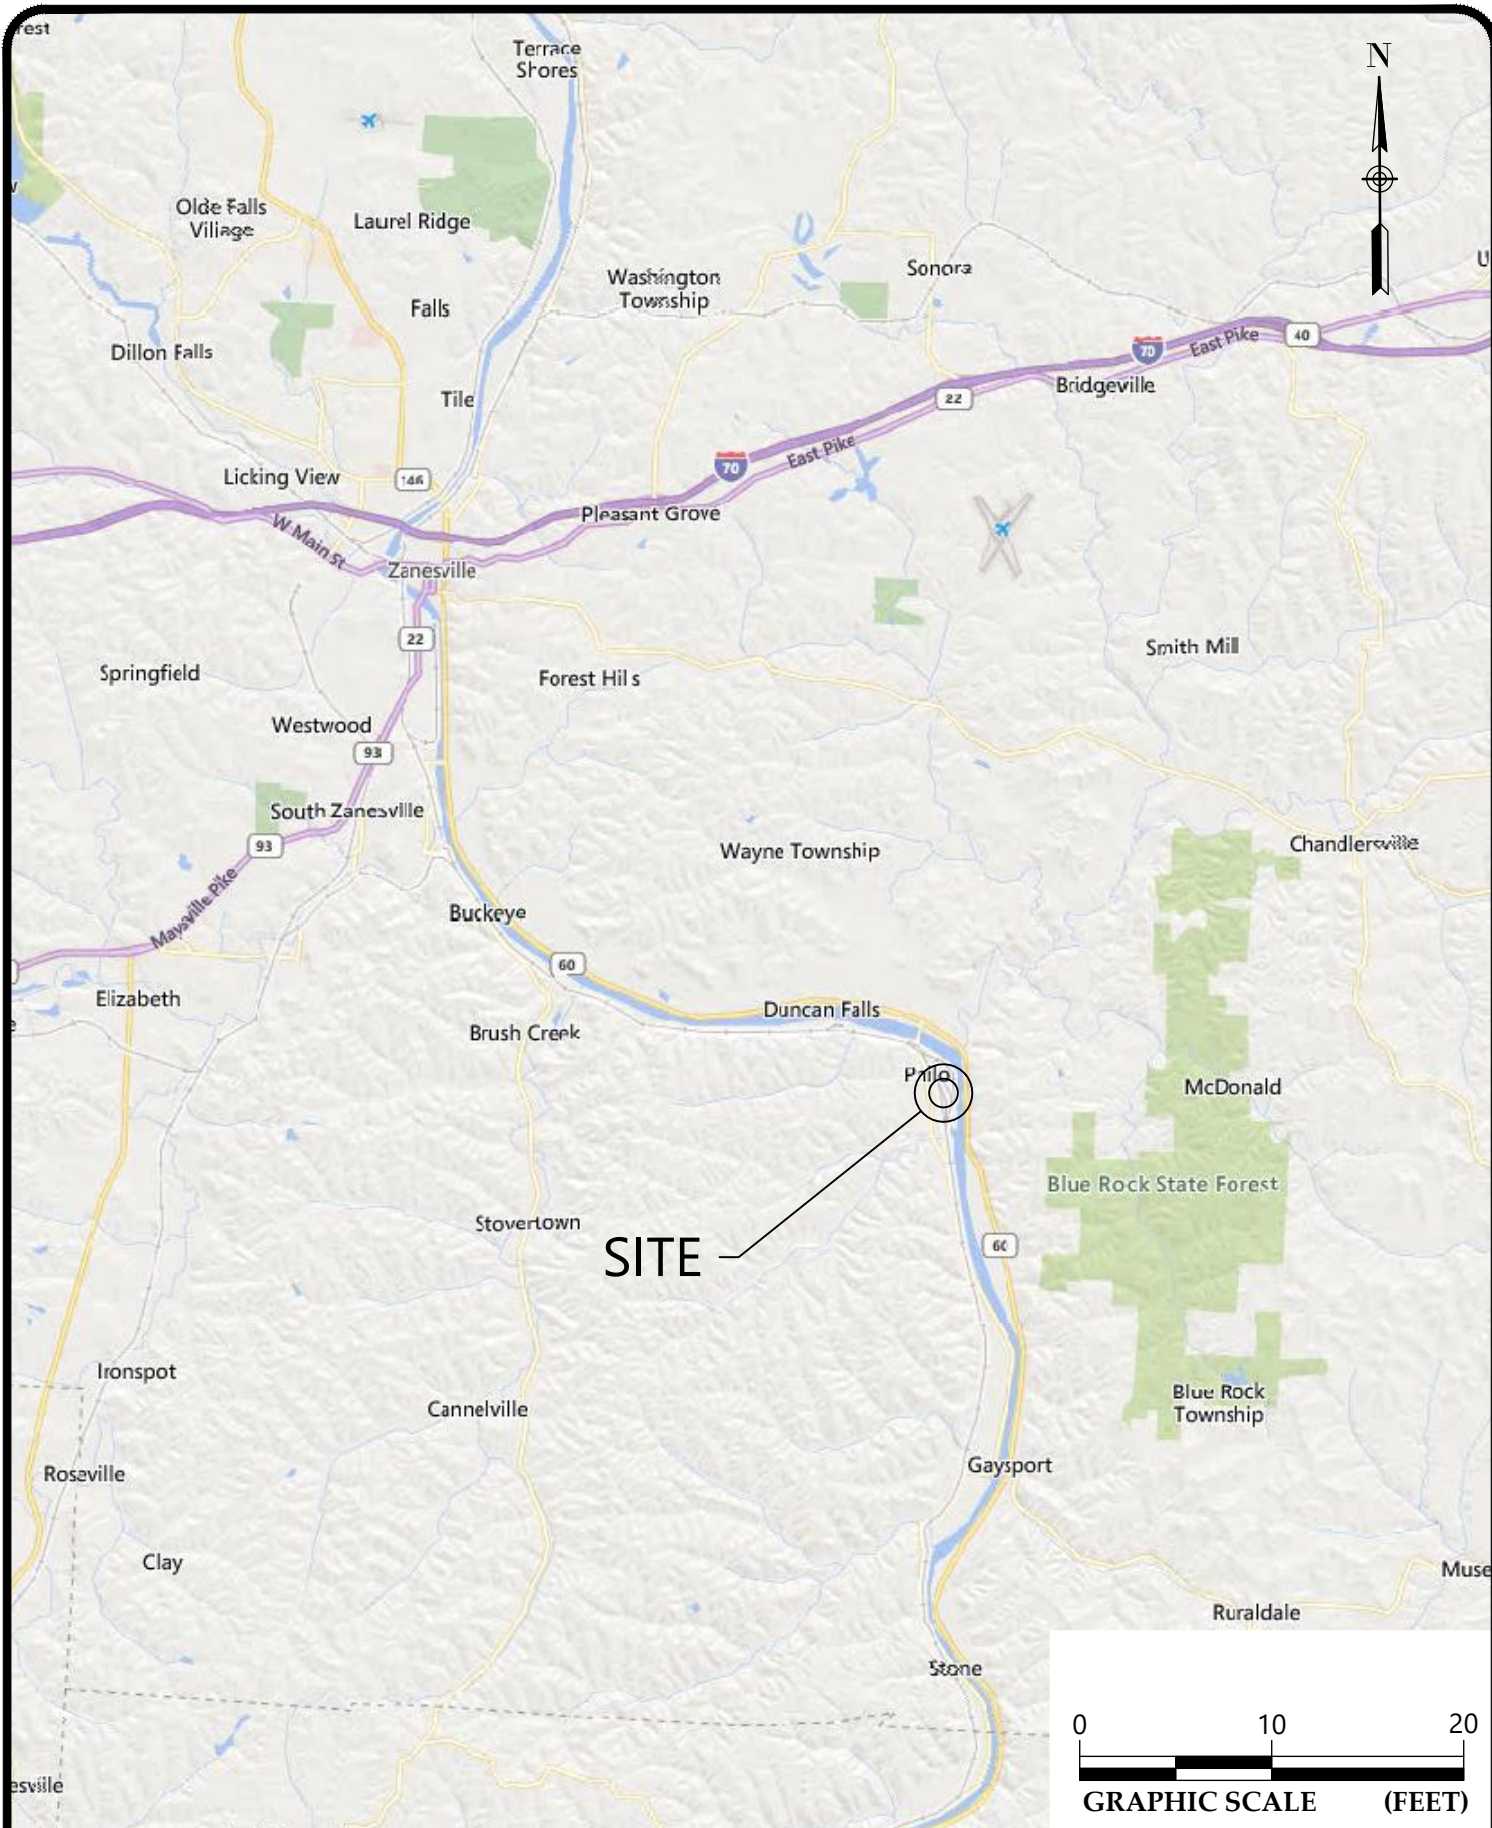 rest
Terrace
Shores
N
Olde Falls
Village
Laurel Ridge
Washington
Township
Sonora
Falls
Dillon Falls
70
East Pike
40
Bridgeville
Tile
22
East Pike
70
Licking View
146
Pleasant Grove
W Main St
Zanesville
22
Smith Mill
Springfield
Forest Hills
Westwood
93
South Zanesville
93
Wayne Township
Chandlersville
Maysville Pike
Buckeye
60
Elizabeth
Duncan Falls
Brush Creek
Philo
McDonald
Blue Rock State Forest
Stovertown
SITE
60
Ironspot
Cannelville
Blue Rock
Township
Roseville
Gaysport
Clay
Muse
Ruraldale
Stone
esville
0 10 20
GRAPHIC SCALE (FEET)